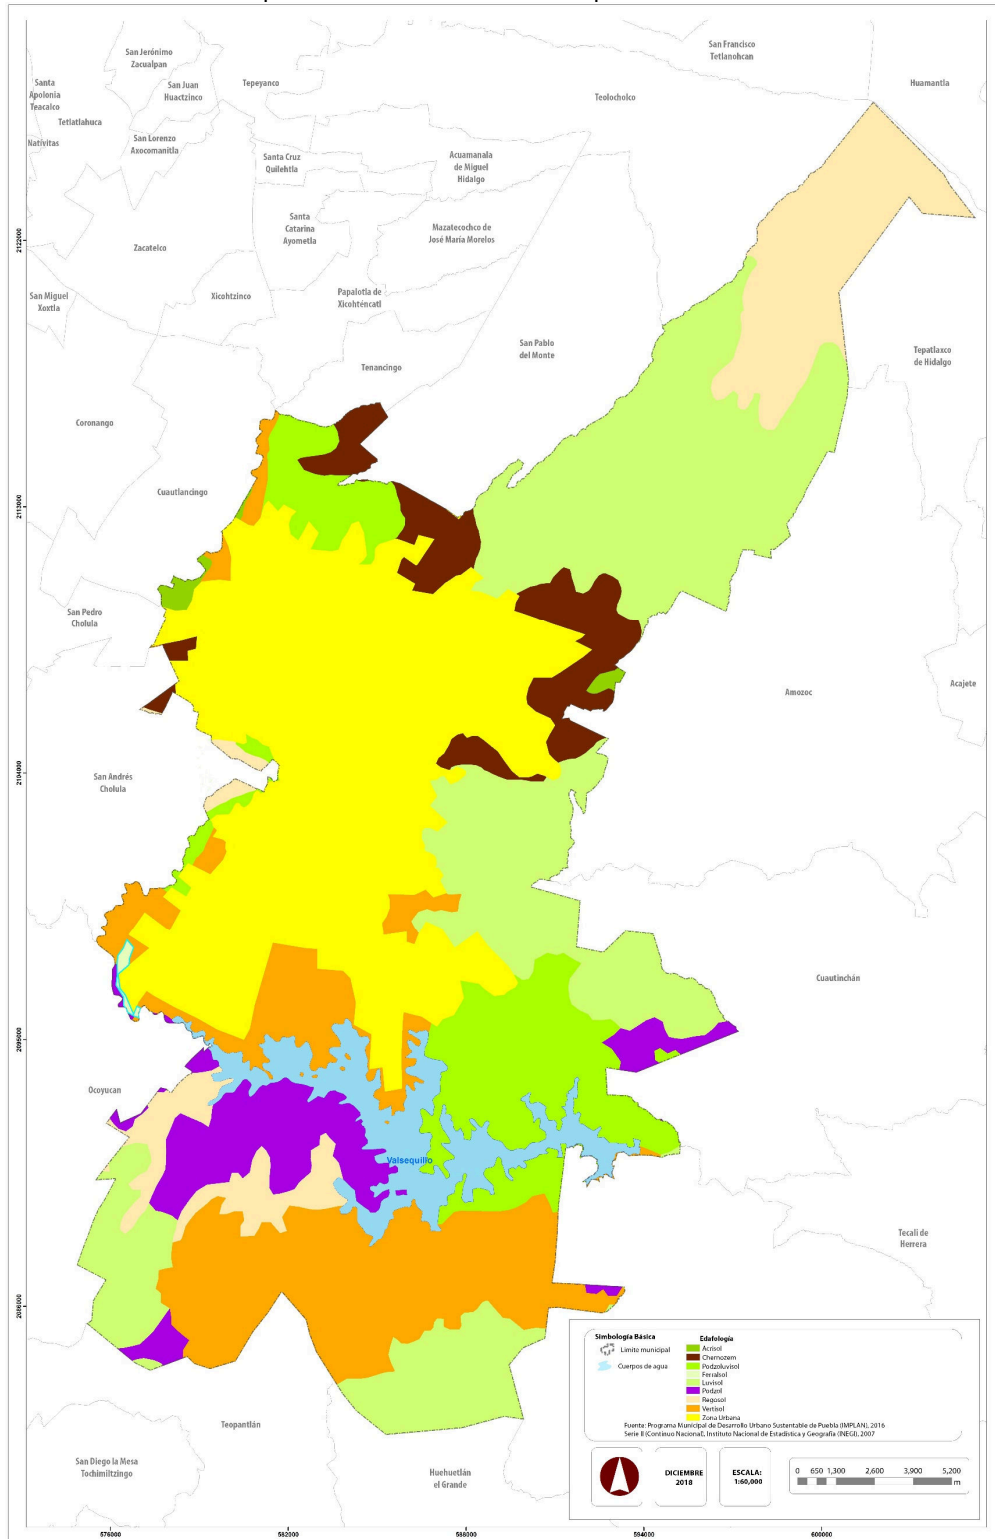 San Francisco
Tetlanohcan
San Jerónimo
Zacualpan
Santa
Apolonia
Teacalco
San Juan
Huactzinco
Tepeyanco
Huamantla
Teolocholco
Tetlatlahuca
Nativitas
San Lorenzo
Axocomanitla
Santa Cruz
Quilehtla
Acuamanala
de Miguel
Hidalgo
Santa
Catarina
Ayometla
Mazatecochco de
José María Morelos
Zacatelco
2122000
San Miguel
Xoxtla
Xicohtzinco
Papalotla de
Xicohténcatl
San Pablo
del Monte
Tepatlaxco
de Hidalgo
Tenancingo
Coronango
Cuautlancingo
2113000
San Pedro
Cholula
Amozoc
Acajete
San Andrés
Cholula
2104000
Cuautinchán
2095000
Ocoyucan
Valsequillo
Tecali de
Herrera
2086000
Teopantlán
San Diego la Mesa
Tochimiltzingo
Huehuetlán
el Grande
Simbología Básica
Límite municipal
Cuerpos de agua
Edafología
Acrisol
Chernozem
Podzoluvisol
Ferralsol
Luvisol
Podzol
Regosol
Vertisol
Zona Urbana
Fuente: Programa Municipal de Desarrollo Urbano Sustentable de Puebla (IMPLAN), 2016
Serie II (Continuo Nacional), Instituto Nacional de Estadística y Geografía (INEGI), 2007
DICIEMBRE
2018
ESCALA:
1:60,000
0 650 1,300 2,600 3,900 5,200
m
576000 582000 588000 594000 600000